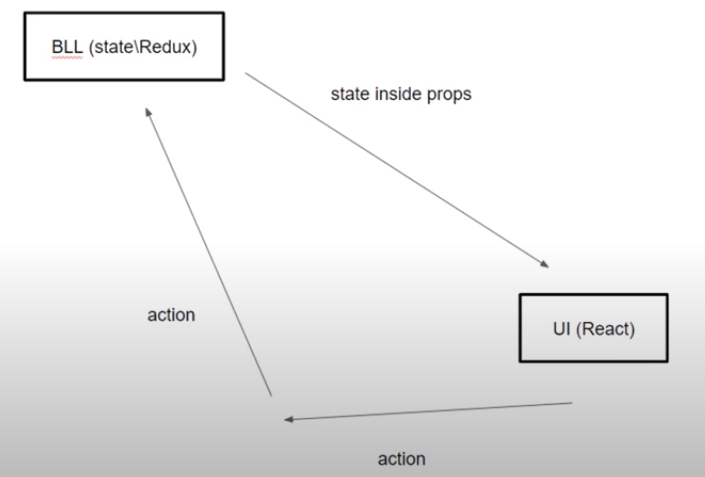 BLL (state\Redux)
state inside props
action
UI (React)
action